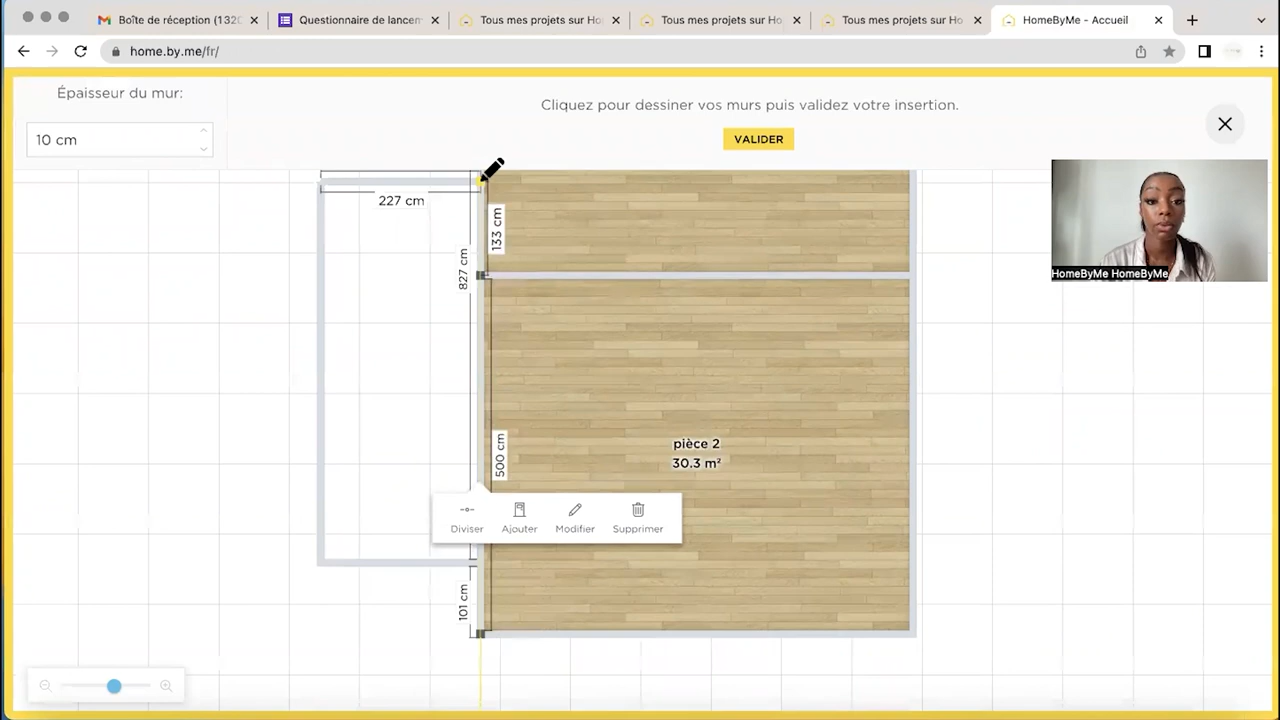 Boîte de réception (1320
Questionnaire de lancem
Tous mes projets sur Ho
Tous mes projets sur Ho
Tous mes projets sur Ho
HomeByMe - Accueil
home.by.me/fr/
Épaisseur du mur:
10 cm
Cliquez pour dessiner vos murs puis validez votre insertion.
VALIDER
HomeByMe HomeByMe
227 cm
133 cm
827 cm
pièce 2
30.3 m²
500 cm
Diviser
Ajouter
Modifier
Supprimer
101 cm